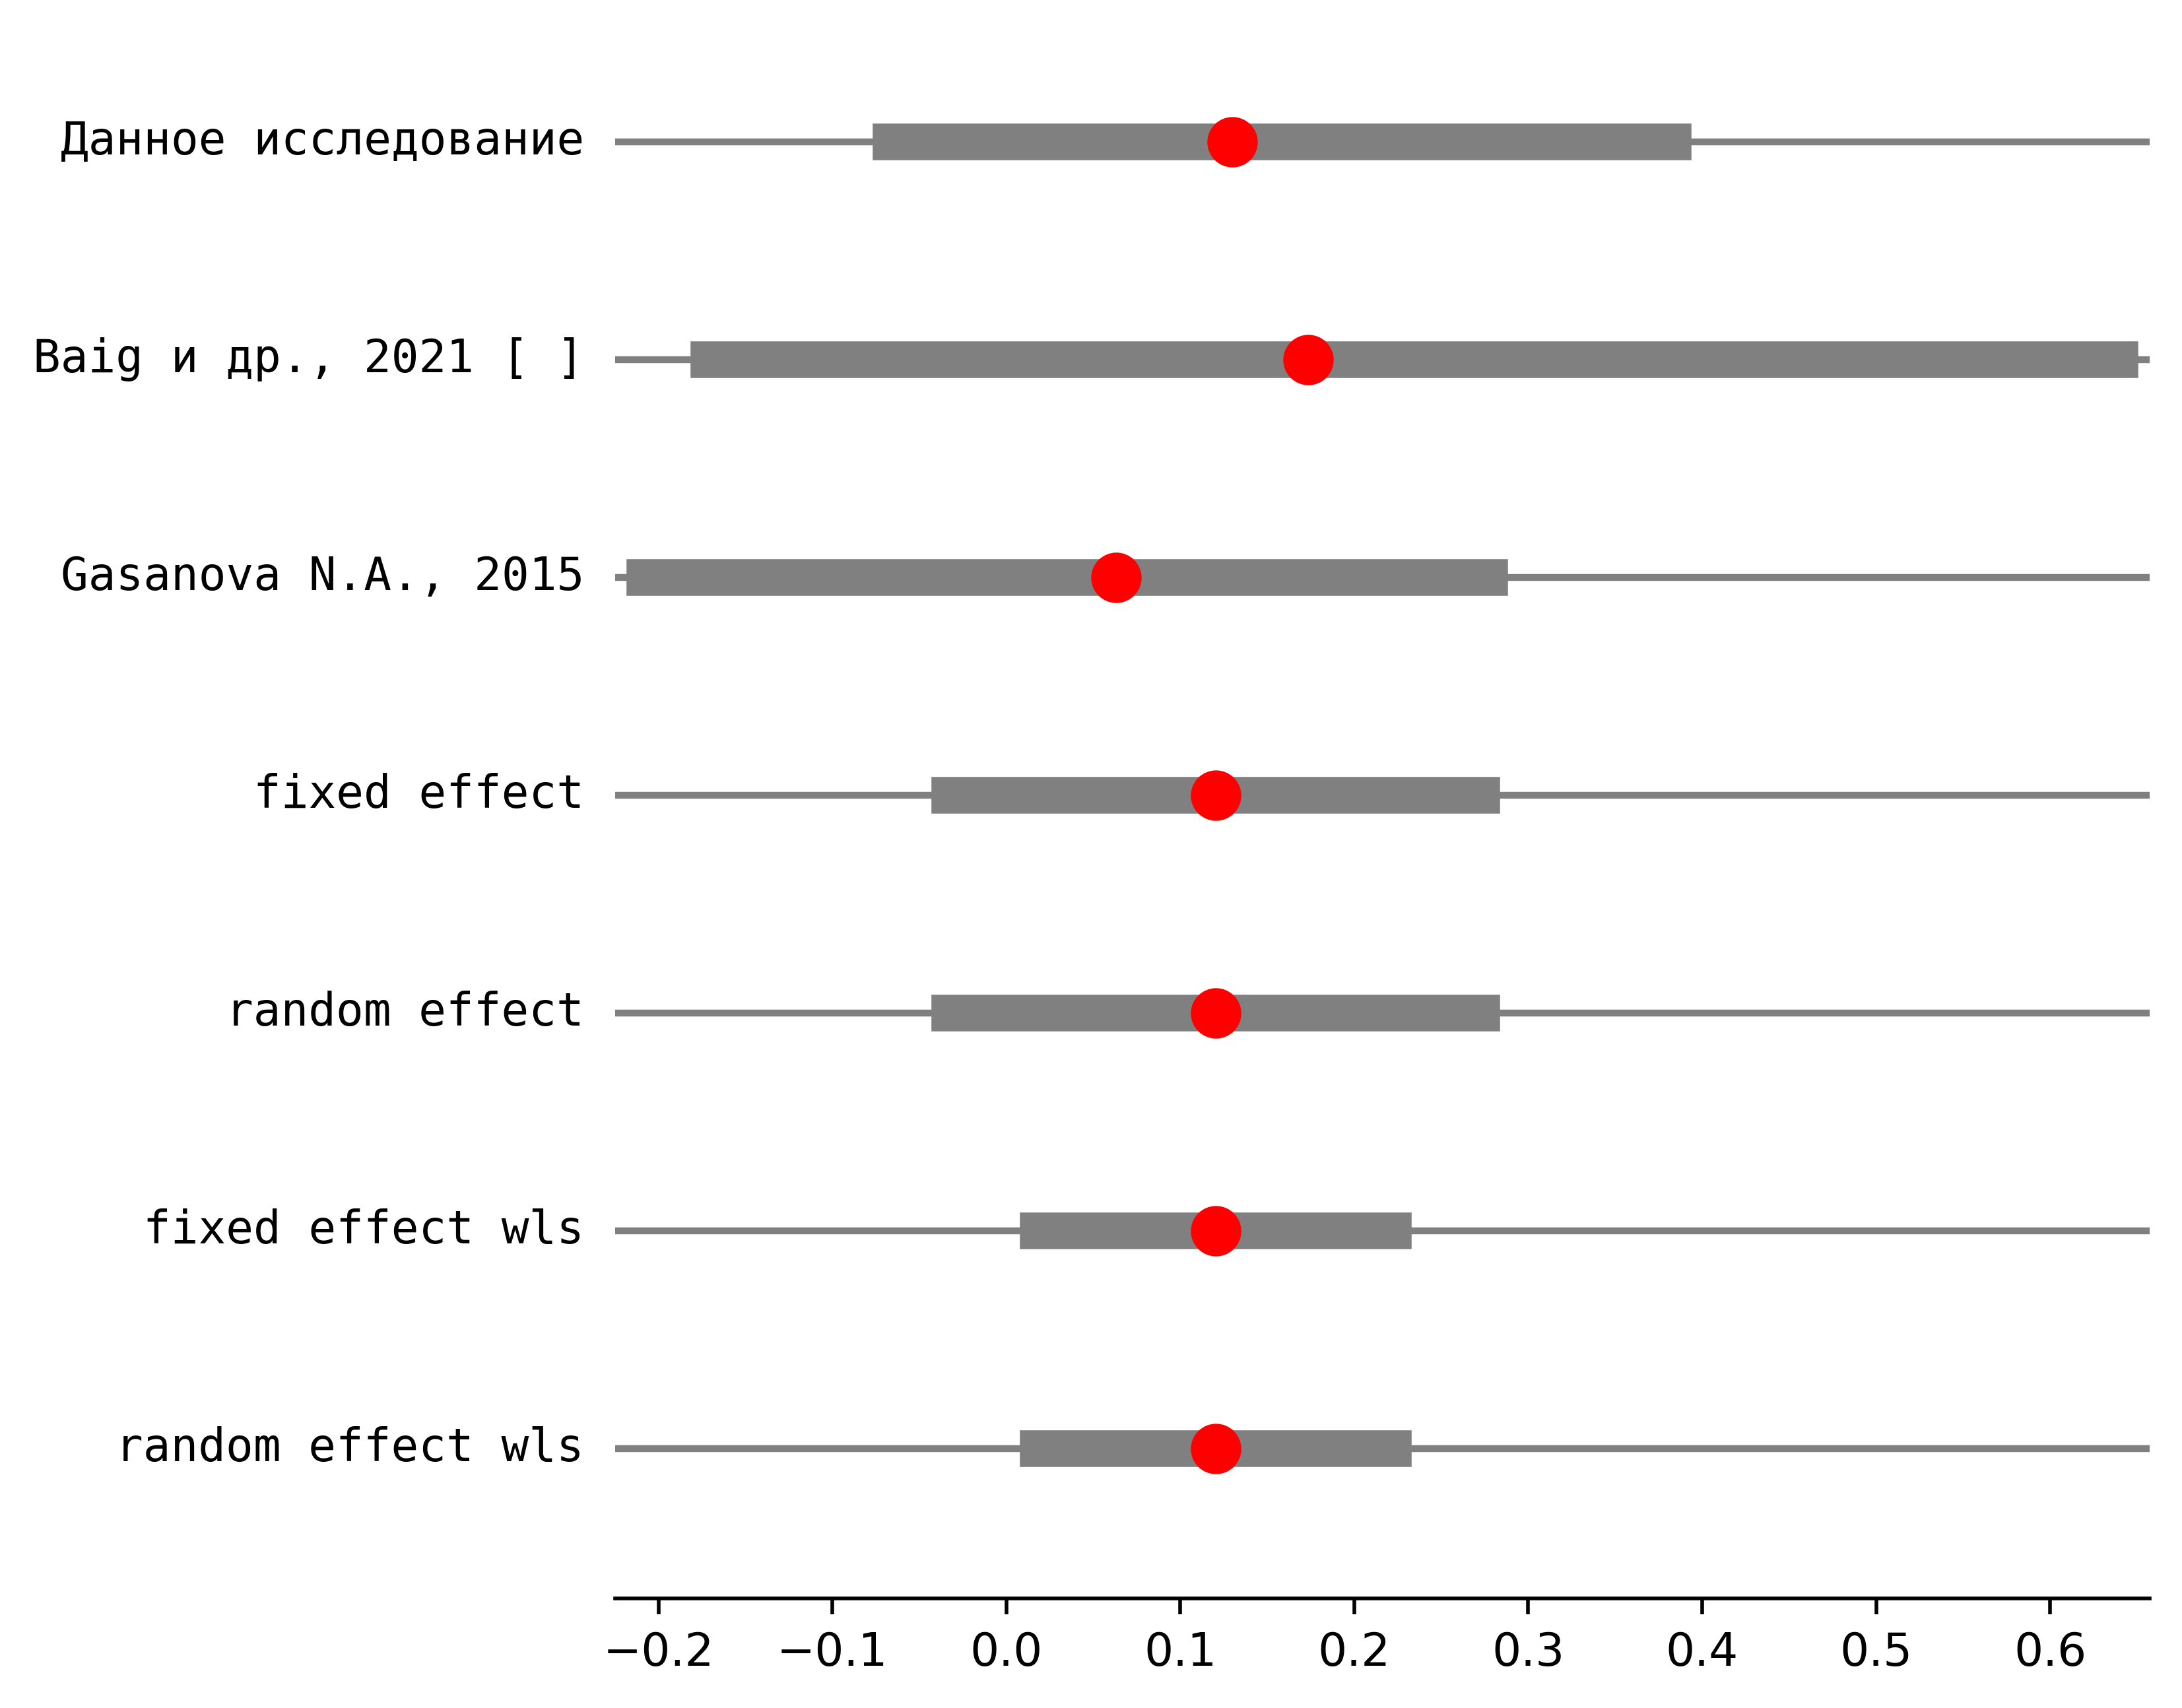 Данное исследование
Baig и др., 2021 [ ]
Gasanova N.A., 2015
fixed effect
random effect
fixed effect wls
random effect wls
−0.2 −0.1 0.0 0.1 0.2 0.3 0.4 0.5 0.6